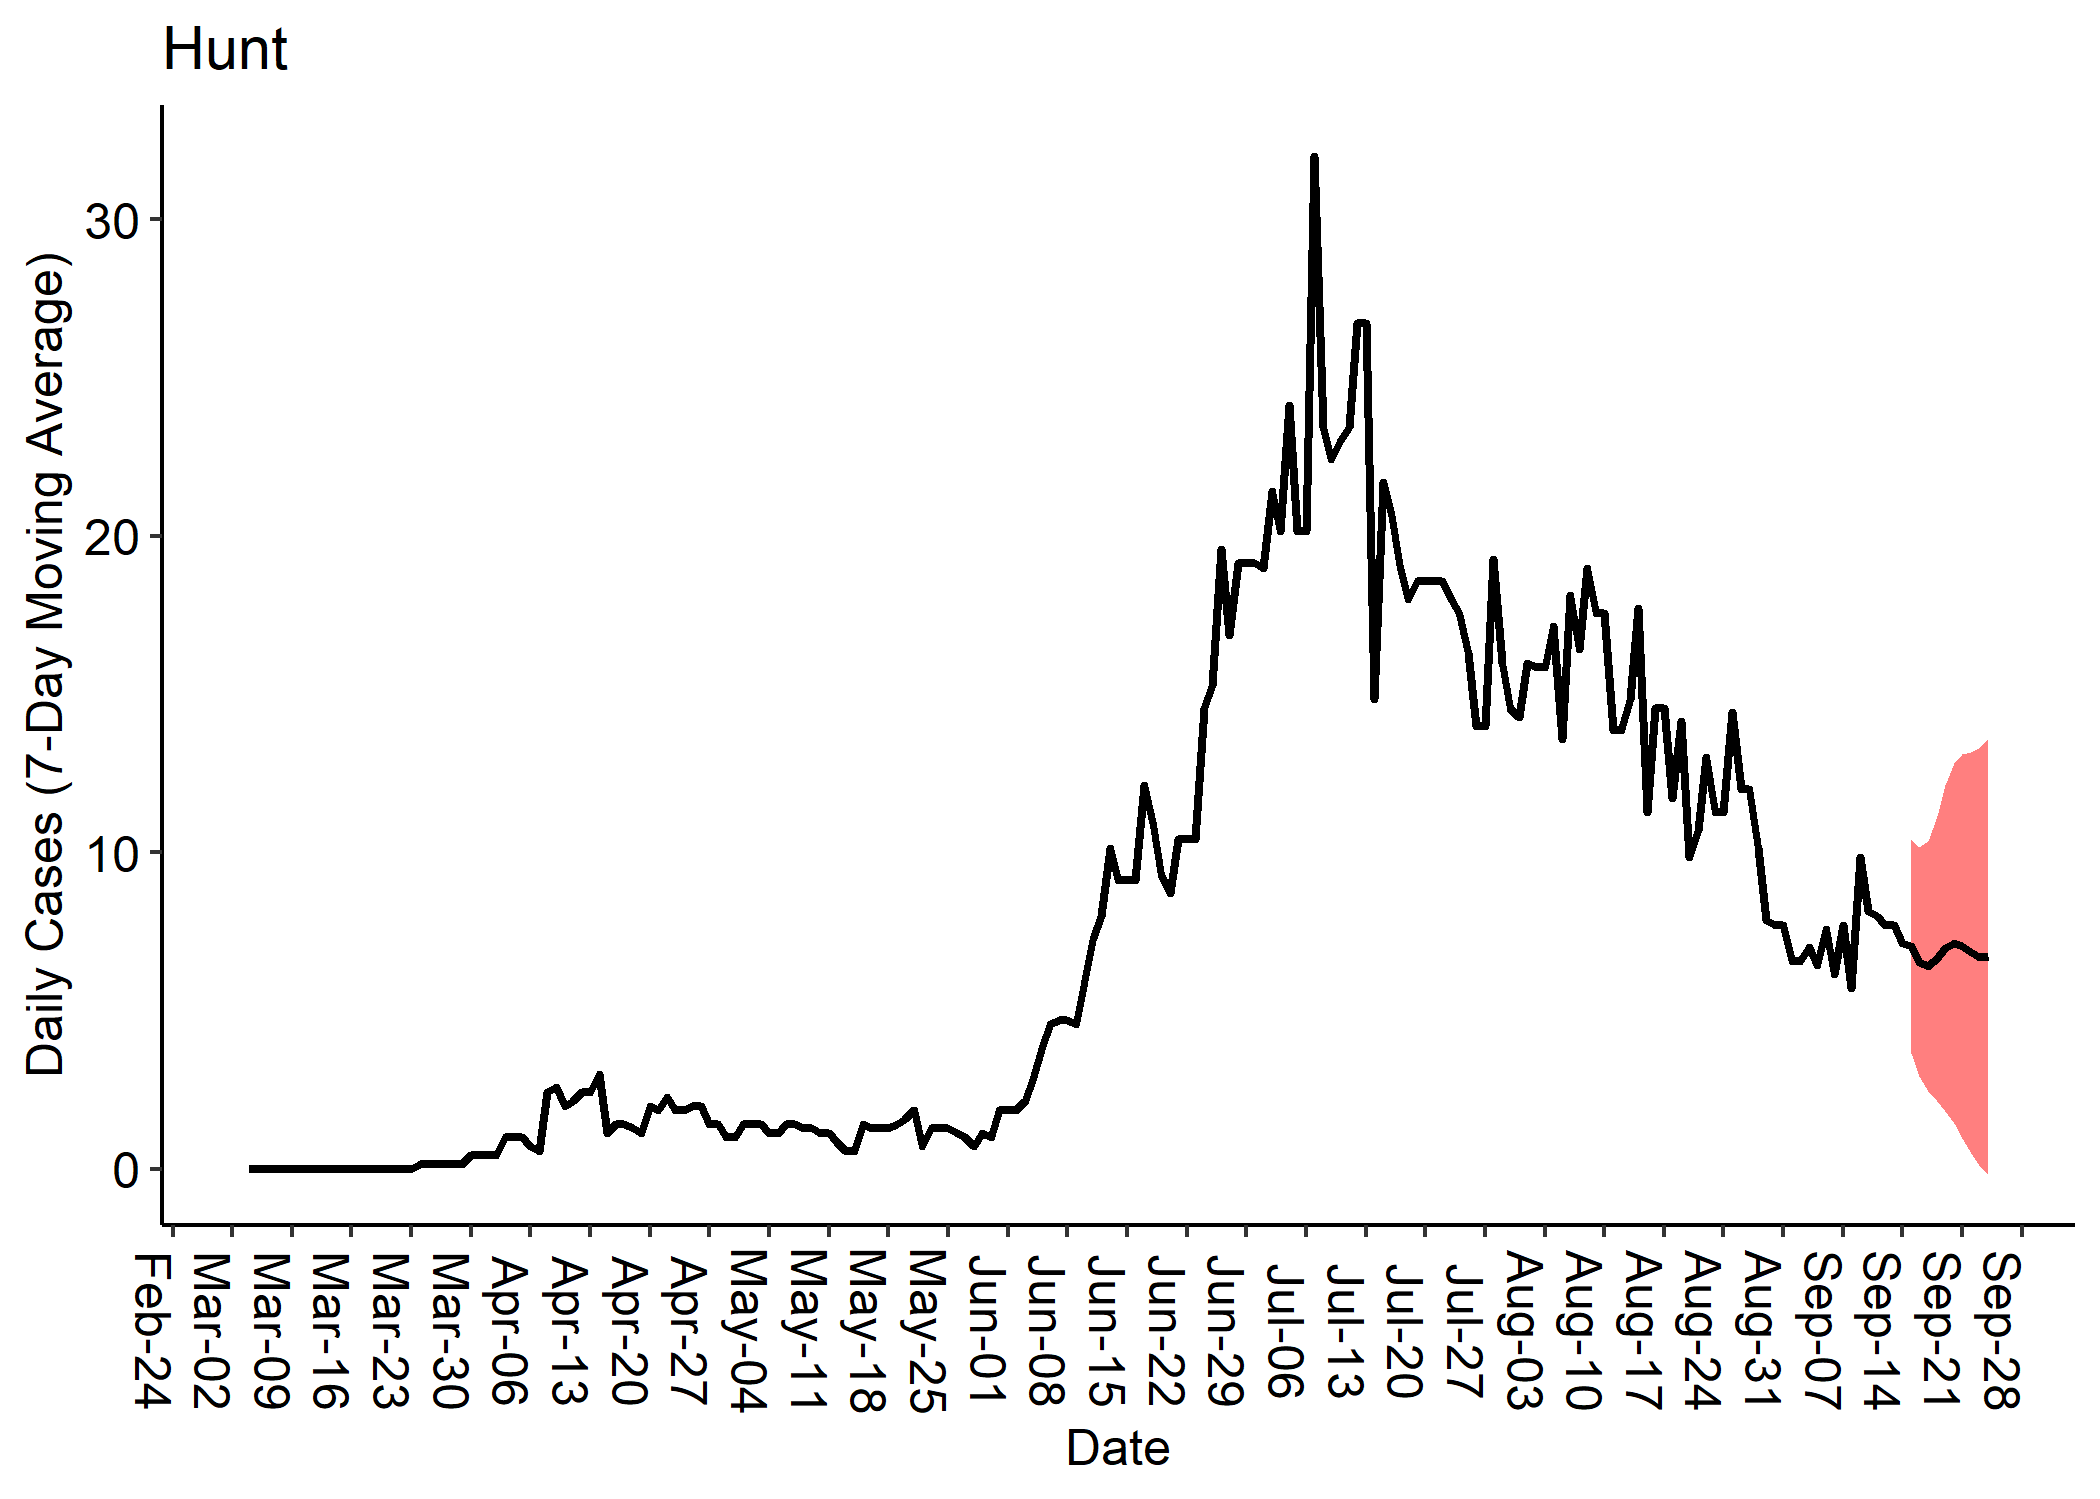 Hunt
Daily Cases (7-Day Moving Average)
30
20
10
0
Feb-24
Mar-02
Mar-09
Mar-16
Mar-23
Mar-30
Apr-06
Apr-13
Apr-20
Apr-27
May-04
May-11
May-18
May-25
Jun-01
Jun-08
Jun-15
Jun-22
Jun-29
Jul-06
Jul-13
Jul-20
Jul-27
Aug-03
Aug-10
Aug-17
Aug-24
Aug-31
Sep-07
Sep-14
Sep-21
Sep-28
Date